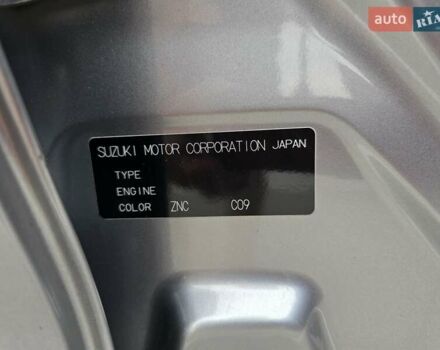 auto RIA
SUZUKI MOTOR CORPORATION JAPAN
TYPE
ENGINE
COLOR ZNC C09